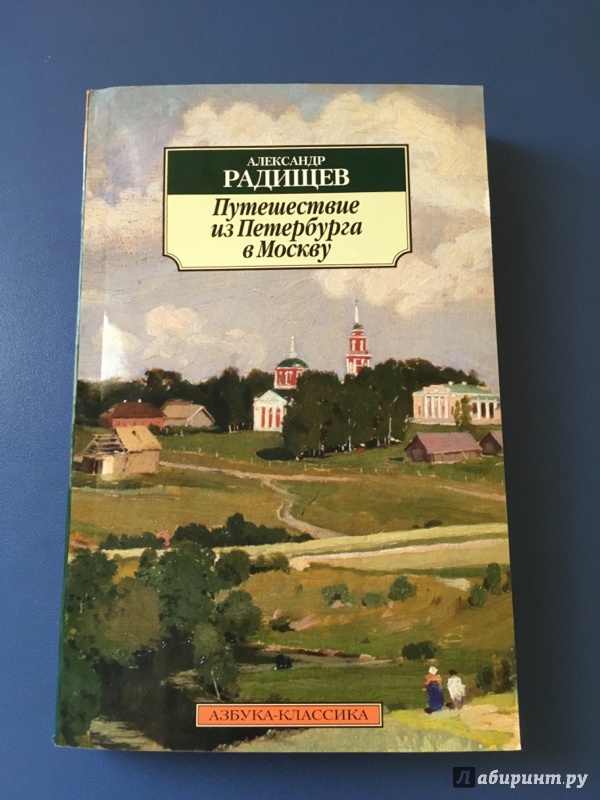 АЛЕКСАНДР
РАДИЩЕВ
Путешествие
из Петербурга
в Москву
АЗБУКА-КЛАССИКА
Лабиринт.ру